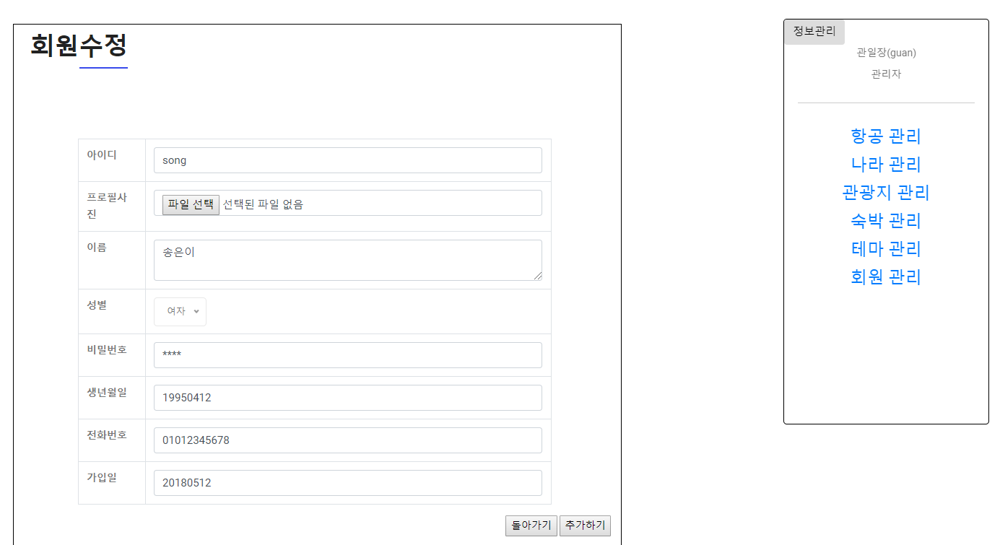 회원수정
아이디
song
프로필사
진
파일 선택 선택된 파일 없음
이름
송은이
성별
여자
비밀번호
****
생년월일
19950412
전화번호
01012345678
가입일
20180512
돌아가기 추가하기
정보관리
관일장(guan)
관리자
항공 관리
나라 관리
관광지 관리
숙박 관리
테마 관리
회원 관리